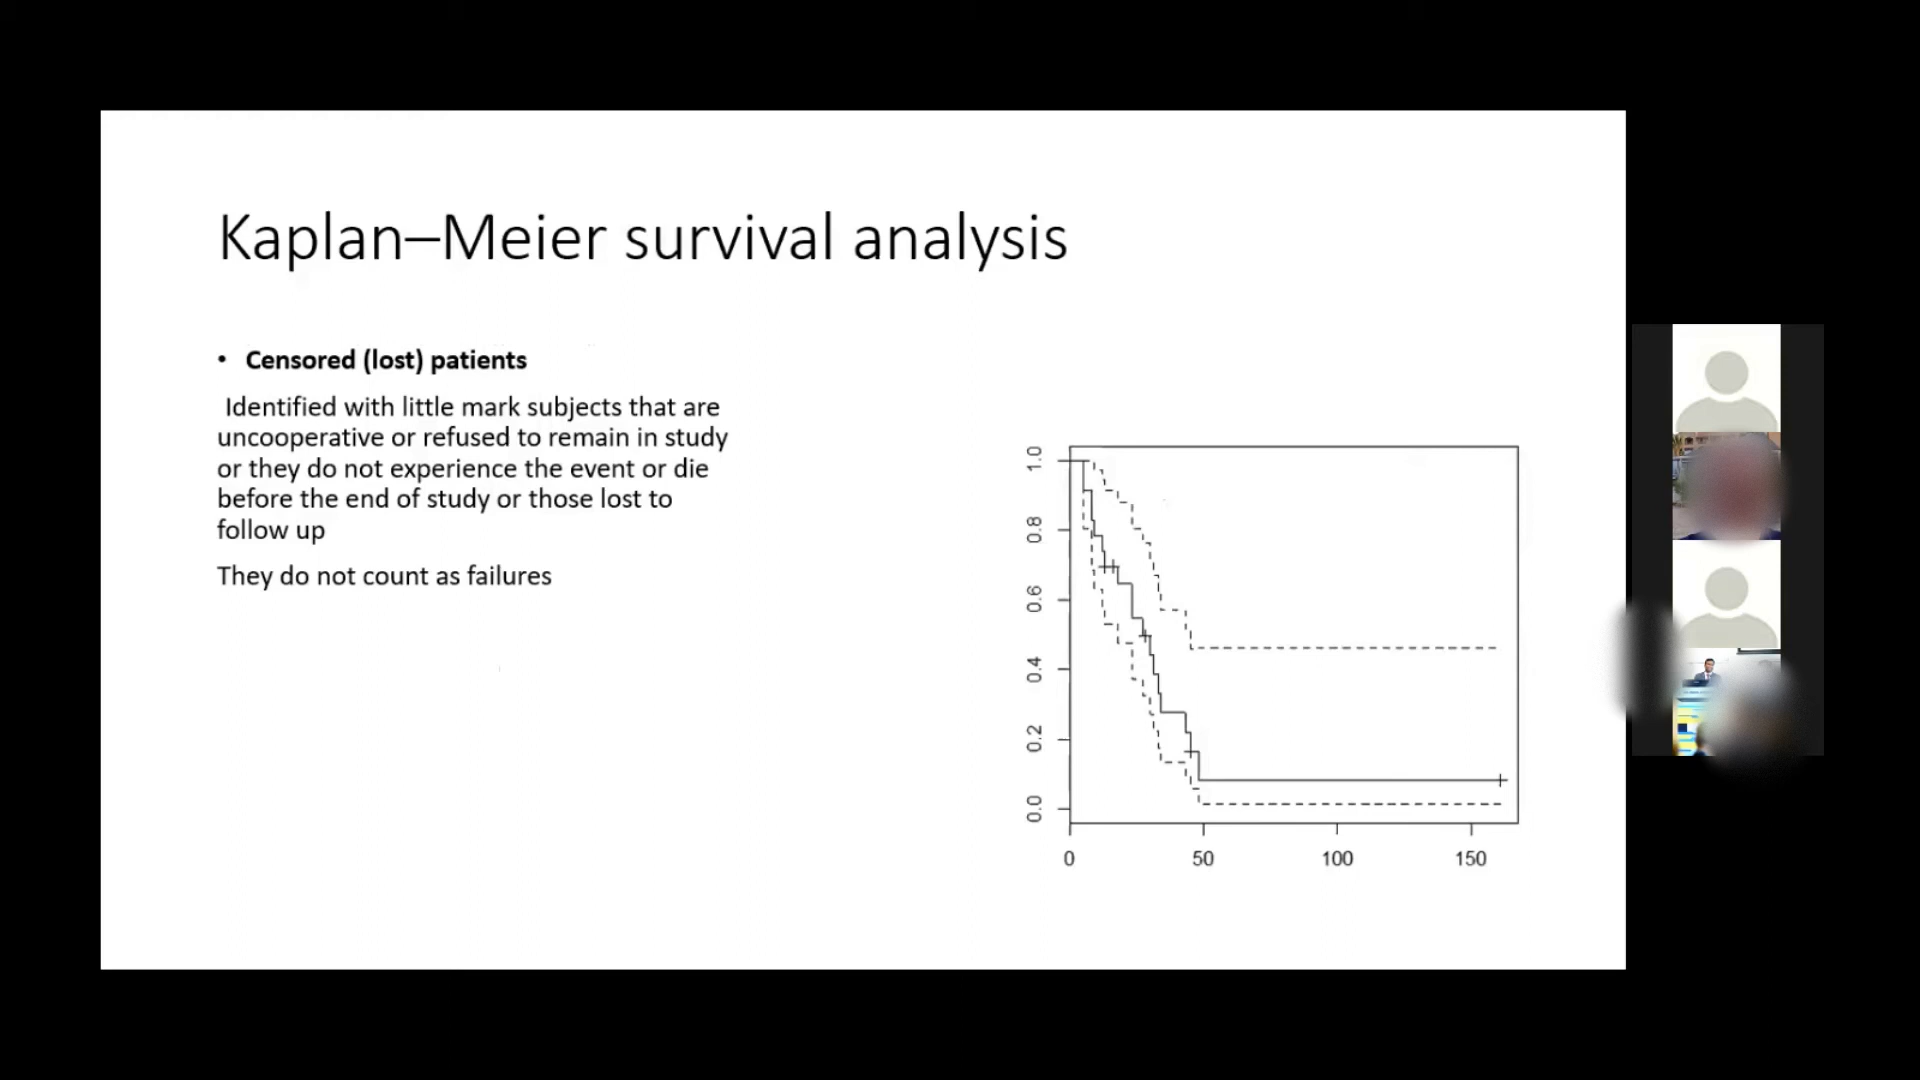 Kaplan–Meier survival analysis
• Censored (lost) patients
Identified with little mark subjects that are
uncooperative or refused to remain in study
or they do not experience the event or die
before the end of study or those lost to
follow up
They do not count as failures
1.0
0.8
0.6
0.4
0.2
0.0
0 50 100 150